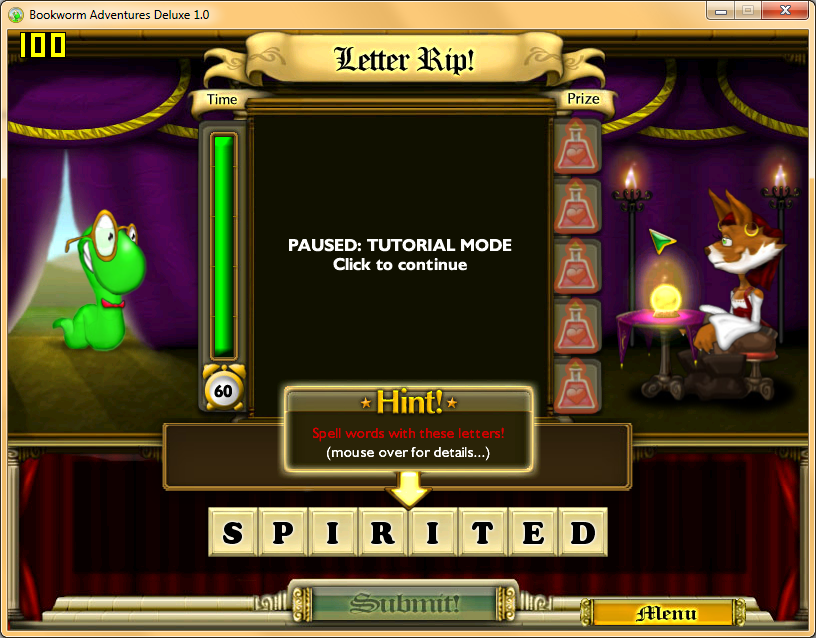 Bookworm Adventures Deluxe 1.0
100
Letter Rip!
Time
Prize
PAUSED: TUTORIAL MODE
Click to continue
60
Hint!
Spell words with these letters!
(mouse over for details...)
S P I R I T E D
Submit!
Menu